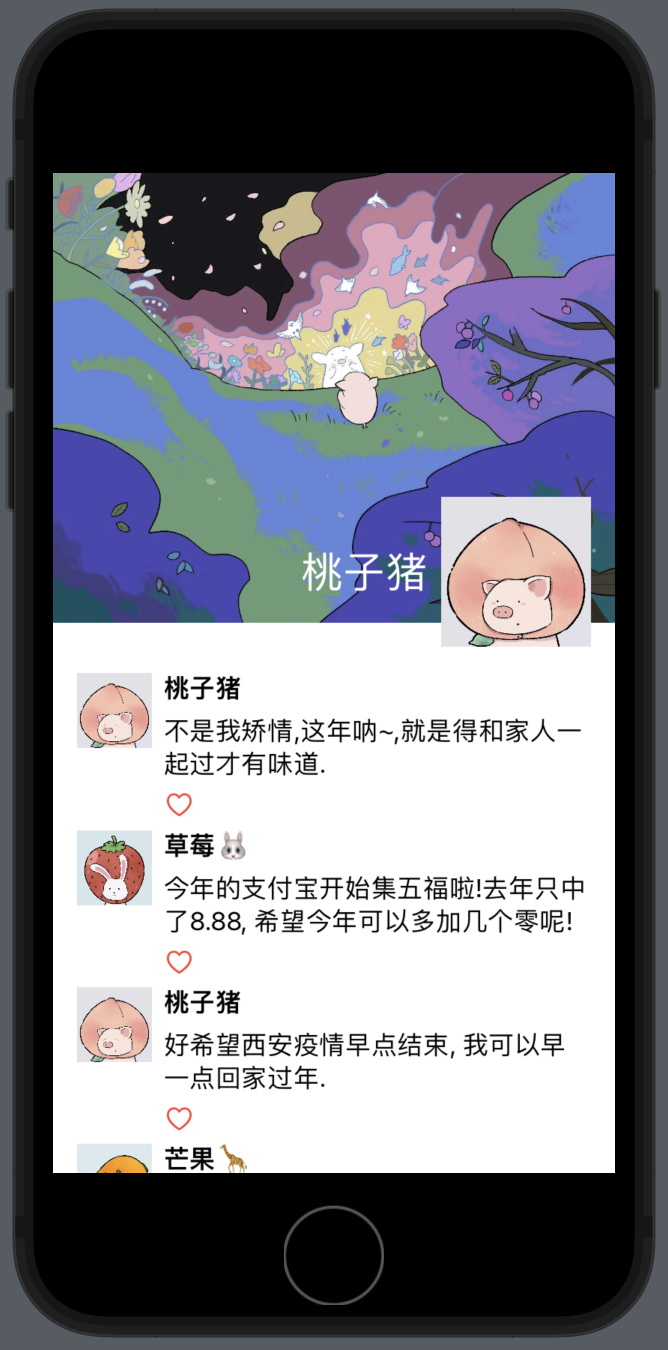 桃子猪
桃子猪
不是我矫情,这年呐~,就是得和家人一
起过才有味道.
草莓🐰
今年的支付宝开始集五福啦!去年只中
了8.88, 希望今年可以多加几个零呢!
桃子猪
好希望西安疫情早点结束, 我可以早
一点回家过年.
芒果🦒